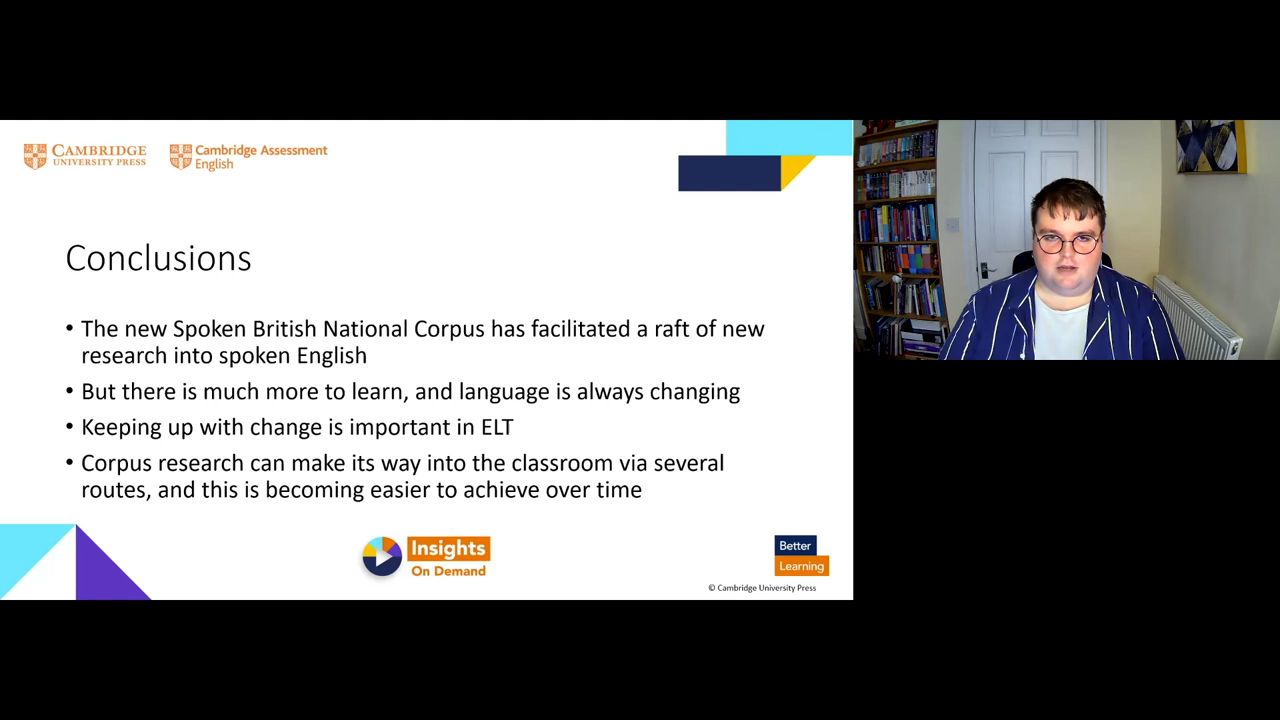 CAMBRIDGE
UNIVERSITY PRESS
Cambridge Assessment
English
Conclusions
• The new Spoken British National Corpus has facilitated a raft of new
research into spoken English
• But there is much more to learn, and language is always changing
• Keeping up with change is important in ELT
• Corpus research can make its way into the classroom via several
routes, and this is becoming easier to achieve over time
Insights
On Demand
Better
Learning
© Cambridge University Press